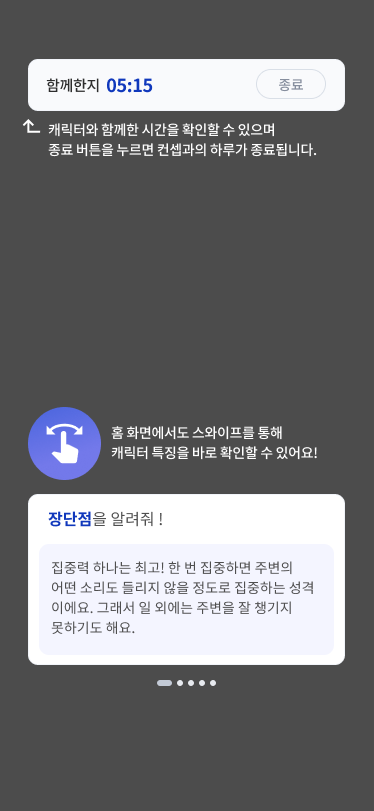 함께한지 05:15 종료
캐릭터와 함께한 시간을 확인할 수 있으며
종료 버튼을 누르면 컨셉과의 하루가 종료됩니다.
홈 화면에서도 스와이프를 통해
캐릭터 특징을 바로 확인할 수 있어요!
장단점을 알려줘 !
집중력 하나는 최고! 한 번 집중하면 주변의
어떤 소리도 들리지 않을 정도로 집중하는 성격
이에요. 그래서 일 외에는 주변을 잘 챙기지
못하기도 해요.